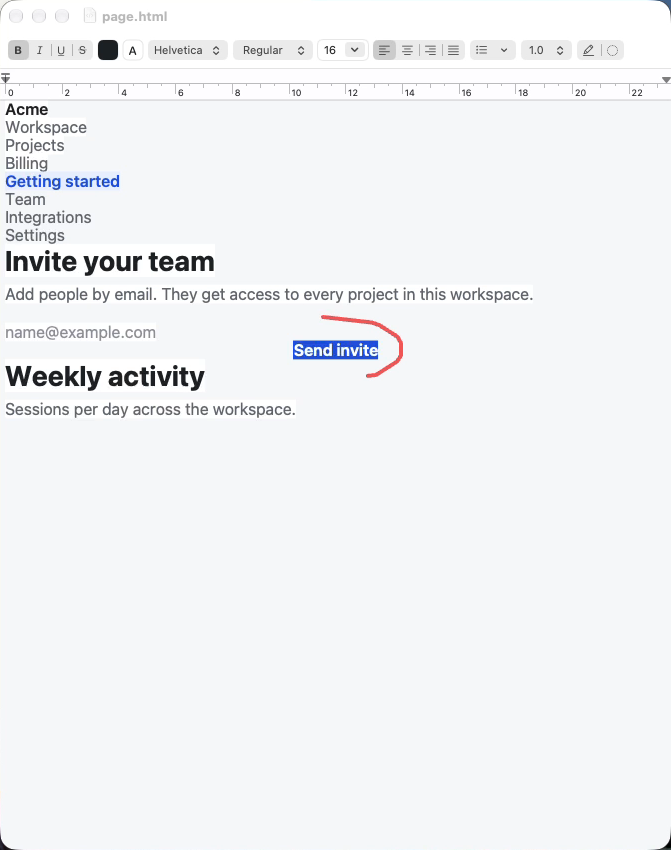 page.html
B I U S A Helvetica Regular 16 1.0
0 2 4 6 8 10 12 14 16 18 20 22
Acme
Workspace
Projects
Billing
Getting started
Team
Integrations
Settings
Invite your team
Add people by email. They get access to every project in this workspace.
name@example.com
Send invite
Weekly activity
Sessions per day across the workspace.